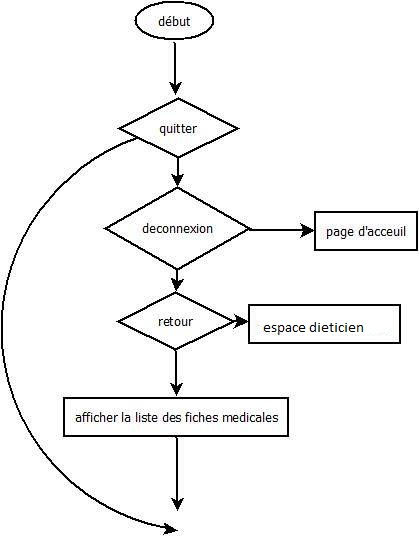 début
quitter
deconnexion
page d'acceuil
retour
espace dieticien
afficher la liste des fiches medicales